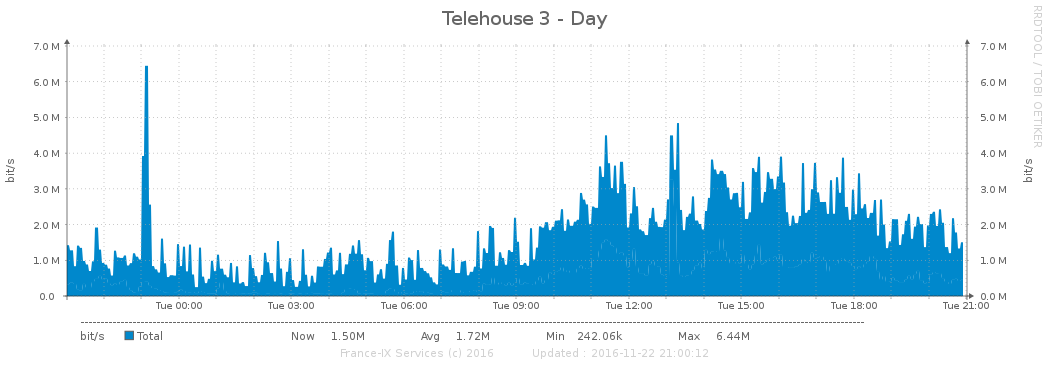 Telehouse 3 - Day
RRDTOOL / TOBI OETIKER
7.0 M 7.0 M
6.0 M 6.0 M
5.0 M 5.0 M
4.0 M 4.0 M
bit/s bit/s
3.0 M 3.0 M
2.0 M 2.0 M
1.0 M 1.0 M
0.0 0.0 M
Tue 00:00 Tue 03:00 Tue 06:00 Tue 09:00 Tue 12:00 Tue 15:00 Tue 18:00 Tue 21:00
bit/s Total Now 1.50M Avg 1.72M Min 242.06k Max 6.44M
France-IX Services (c) 2016 Updated : 2016-11-22 21:00:12